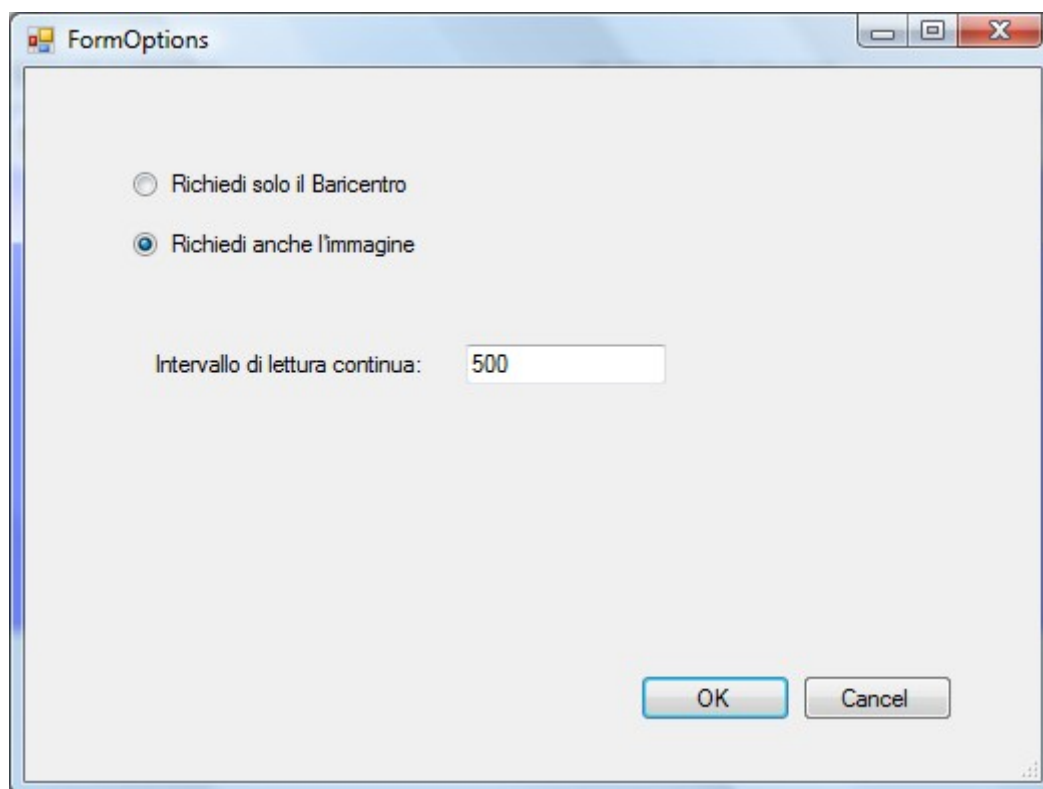 FormOptions
Richiedi solo il Baricentro
Richiedi anche l'immagine
Intervallo di lettura continua: 500
OK Cancel